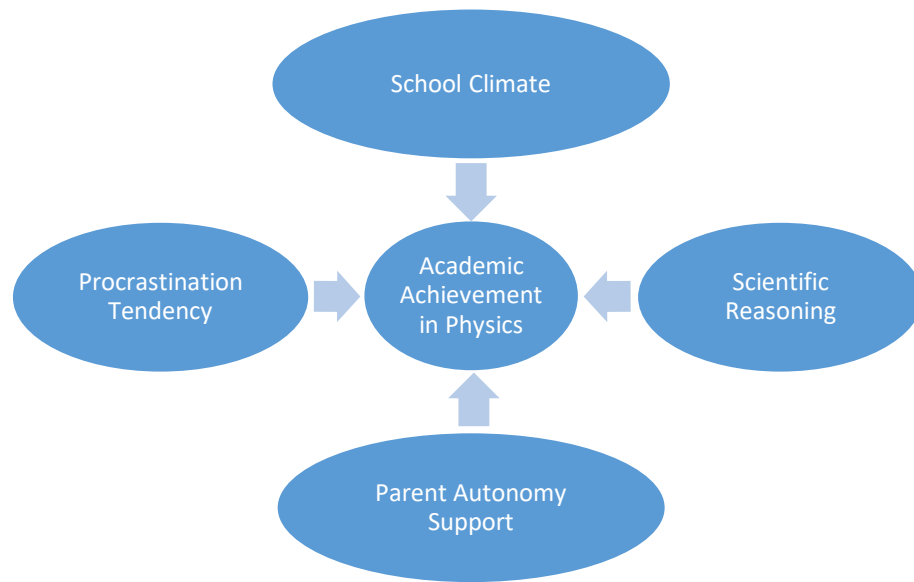 School Climate
Procrastination
Tendency
Academic
Achievement
in Physics
Scientific
Reasoning
Parent Autonomy
Support